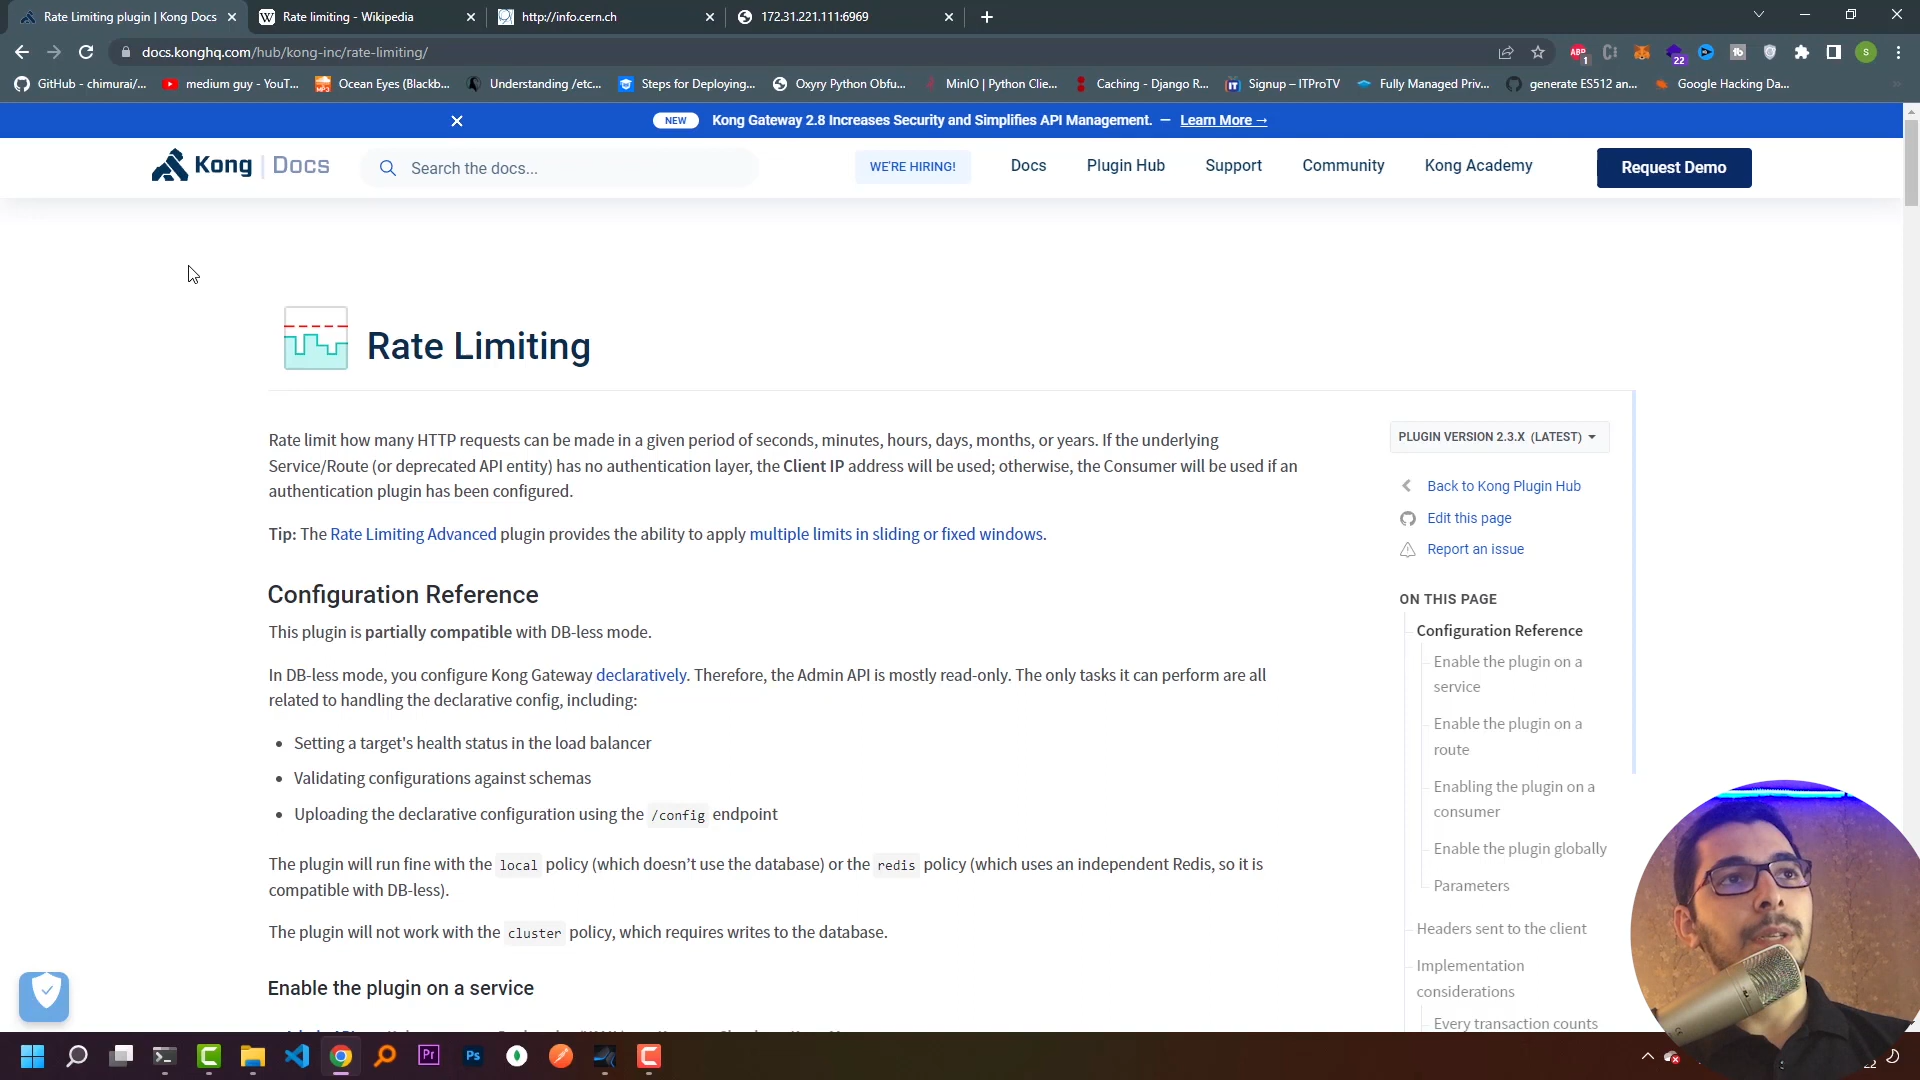 Rate Limiting plugin | Kong Docs
Rate limiting - Wikipedia
http://info.cern.ch
172.31.221.111:6969
docs.konghq.com/hub/kong-inc/rate-limiting/
ABP
1
22
S
GitHub - chimurai/...
medium guy - YouT...
Ocean Eyes (Blackb...
Understanding /etc...
Steps for Deploying...
Oxyry Python Obfu...
MinIO | Python Clie...
Caching - Django R...
Signup – ITProTV
Fully Managed Priv...
generate ES512 an...
Google Hacking Da...
NEW Kong Gateway 2.8 Increases Security and Simplifies API Management. — Learn More →
Kong | Docs
Search the docs...
WE'RE HIRING!
Docs
Plugin Hub
Support
Community
Kong Academy
Request Demo
Rate Limiting
Rate limit how many HTTP requests can be made in a given period of seconds, minutes, hours, days, months, or years. If the underlying
Service/Route (or deprecated API entity) has no authentication layer, the Client IP address will be used; otherwise, the Consumer will be used if an
authentication plugin has been configured.
Tip: The Rate Limiting Advanced plugin provides the ability to apply multiple limits in sliding or fixed windows.
Configuration Reference
This plugin is partially compatible with DB-less mode.
In DB-less mode, you configure Kong Gateway declaratively. Therefore, the Admin API is mostly read-only. The only tasks it can perform are all
related to handling the declarative config, including:
• Setting a target's health status in the load balancer
• Validating configurations against schemas
• Uploading the declarative configuration using the /config endpoint
The plugin will run fine with the local policy (which doesn’t use the database) or the redis policy (which uses an independent Redis, so it is
compatible with DB-less).
The plugin will not work with the cluster policy, which requires writes to the database.
Enable the plugin on a service
PLUGIN VERSION 2.3.X (LATEST)
Back to Kong Plugin Hub
Edit this page
Report an issue
ON THIS PAGE
Configuration Reference
Enable the plugin on a
service
Enable the plugin on a
route
Enabling the plugin on a
consumer
Enable the plugin globally
Parameters
Headers sent to the client
Implementation
considerations
Every transaction counts
Pr
Ps
22